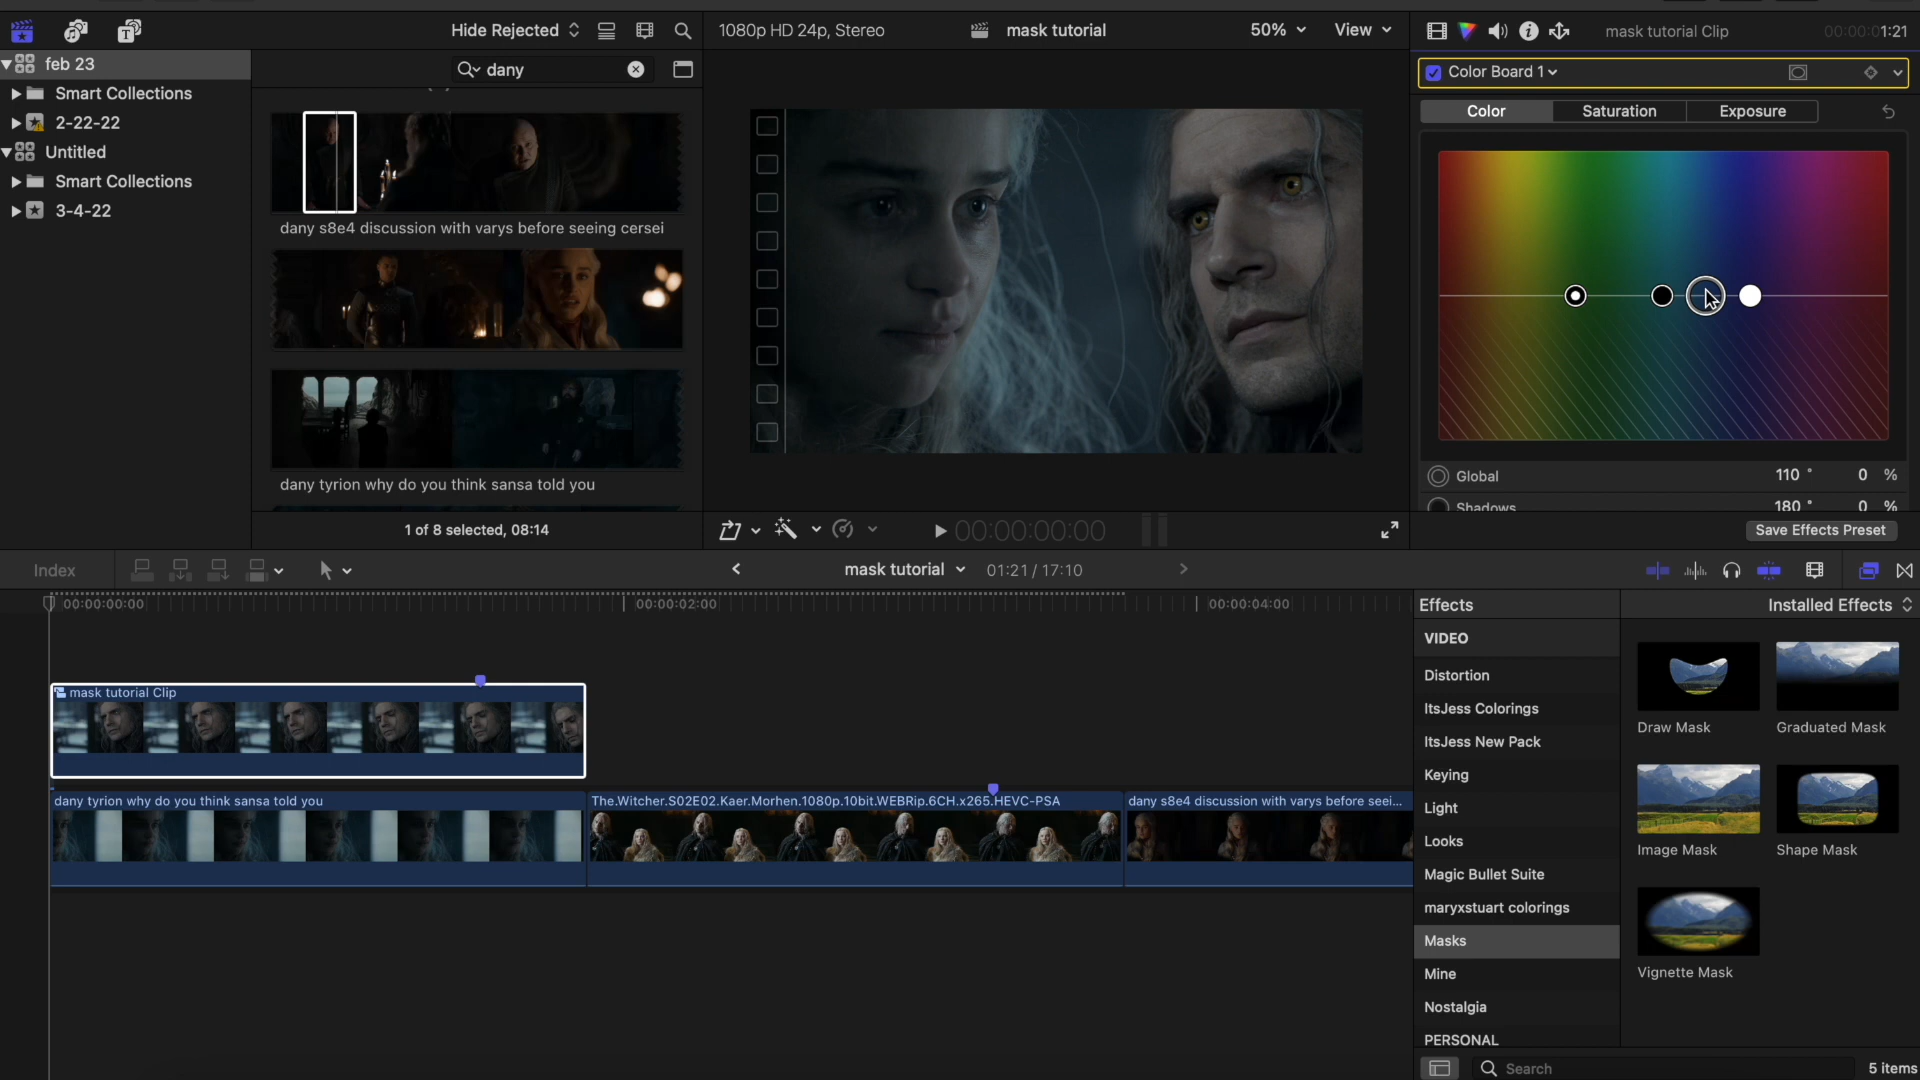 Hide Rejected
1080p HD 24p, Stereo
mask tutorial
50%
View
mask tutorial Clip
00:00:01:21
feb 23
Smart Collections
2-22-22
Untitled
Smart Collections
3-4-22
dany
dany s8e4 discussion with varys before seeing cersei
dany tyrion why do you think sansa told you
1 of 8 selected, 08:14
00:00:00:00
Color Board 1
Color
Saturation
Exposure
Global
110 °
0 %
Shadows
180 °
0 %
Save Effects Preset
Index
mask tutorial
01:21 / 17:10
00:00:00:00
00:00:02:00
00:00:04:00
mask tutorial Clip
dany tyrion why do you think sansa told you
The.Witcher.S02E02.Kaer.Morhen.1080p.10bit.WEBRip.6CH.x265.HEVC-PSA
dany s8e4 discussion with varys before seei...
Effects
Installed Effects
VIDEO
Distortion
ItsJess Colorings
ItsJess New Pack
Keying
Light
Looks
Magic Bullet Suite
maryxstuart colorings
Masks
Mine
Nostalgia
PERSONAL
Draw Mask
Graduated Mask
Image Mask
Shape Mask
Vignette Mask
Search
5 items